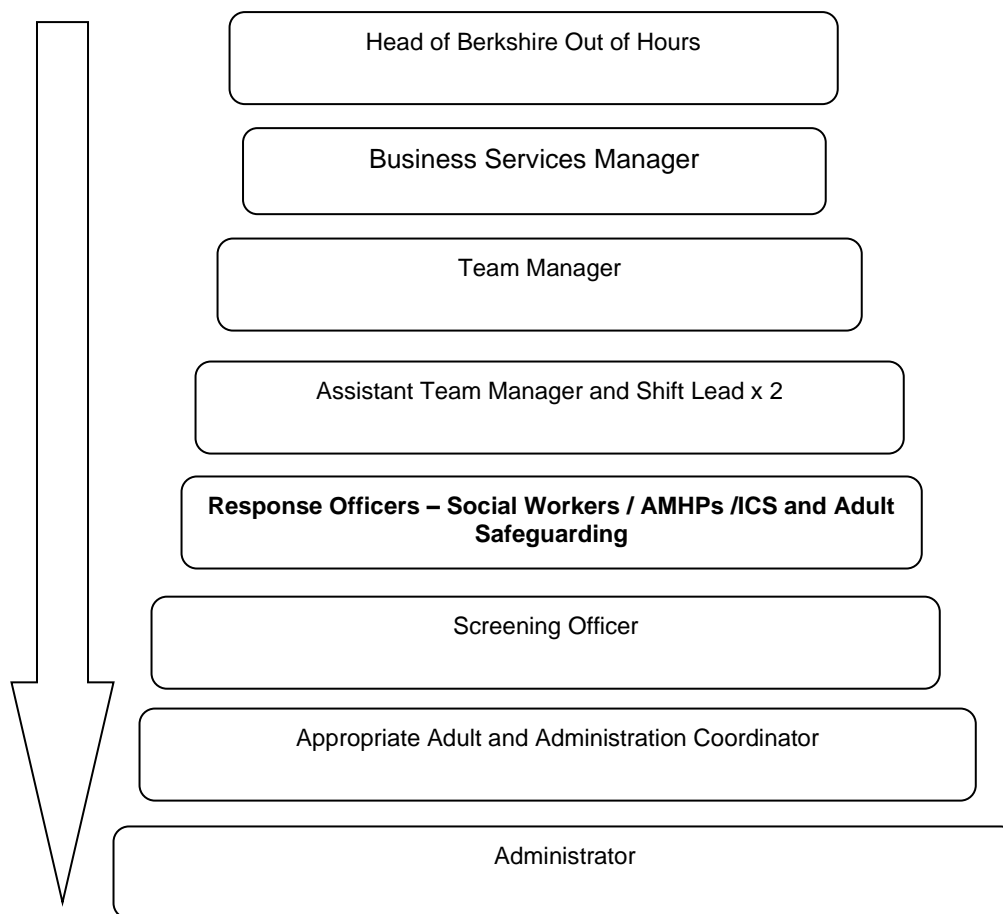 Head of Berkshire Out of Hours
Business Services Manager
Team Manager
Assistant Team Manager and Shift Lead x 2
Response Officers – Social Workers / AMHPs /ICS and Adult
Safeguarding
Screening Officer
Appropriate Adult and Administration Coordinator
Administrator